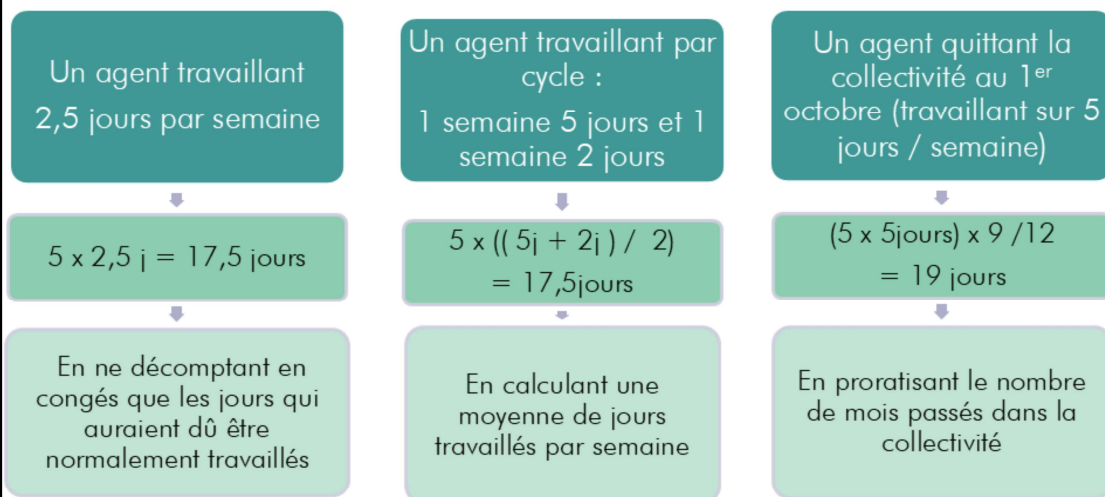 Un agent travaillant
2,5 jours par semaine
5 x 2,5 j = 17,5 jours
En ne décomptant en
congés que les jours qui
auraient dû être
normalement travaillés
Un agent travaillant par
cycle :
1 semaine 5 jours et 1
semaine 2 jours
5 x (( 5j + 2j ) / 2)
= 17,5jours
En calculant une
moyenne de jours
travaillés par semaine
Un agent quittant la
collectivité au 1er
octobre (travaillant sur 5
jours / semaine)
(5 x 5jours) x 9 /12
= 19 jours
En proratisant le nombre
de mois passés dans la
collectivité